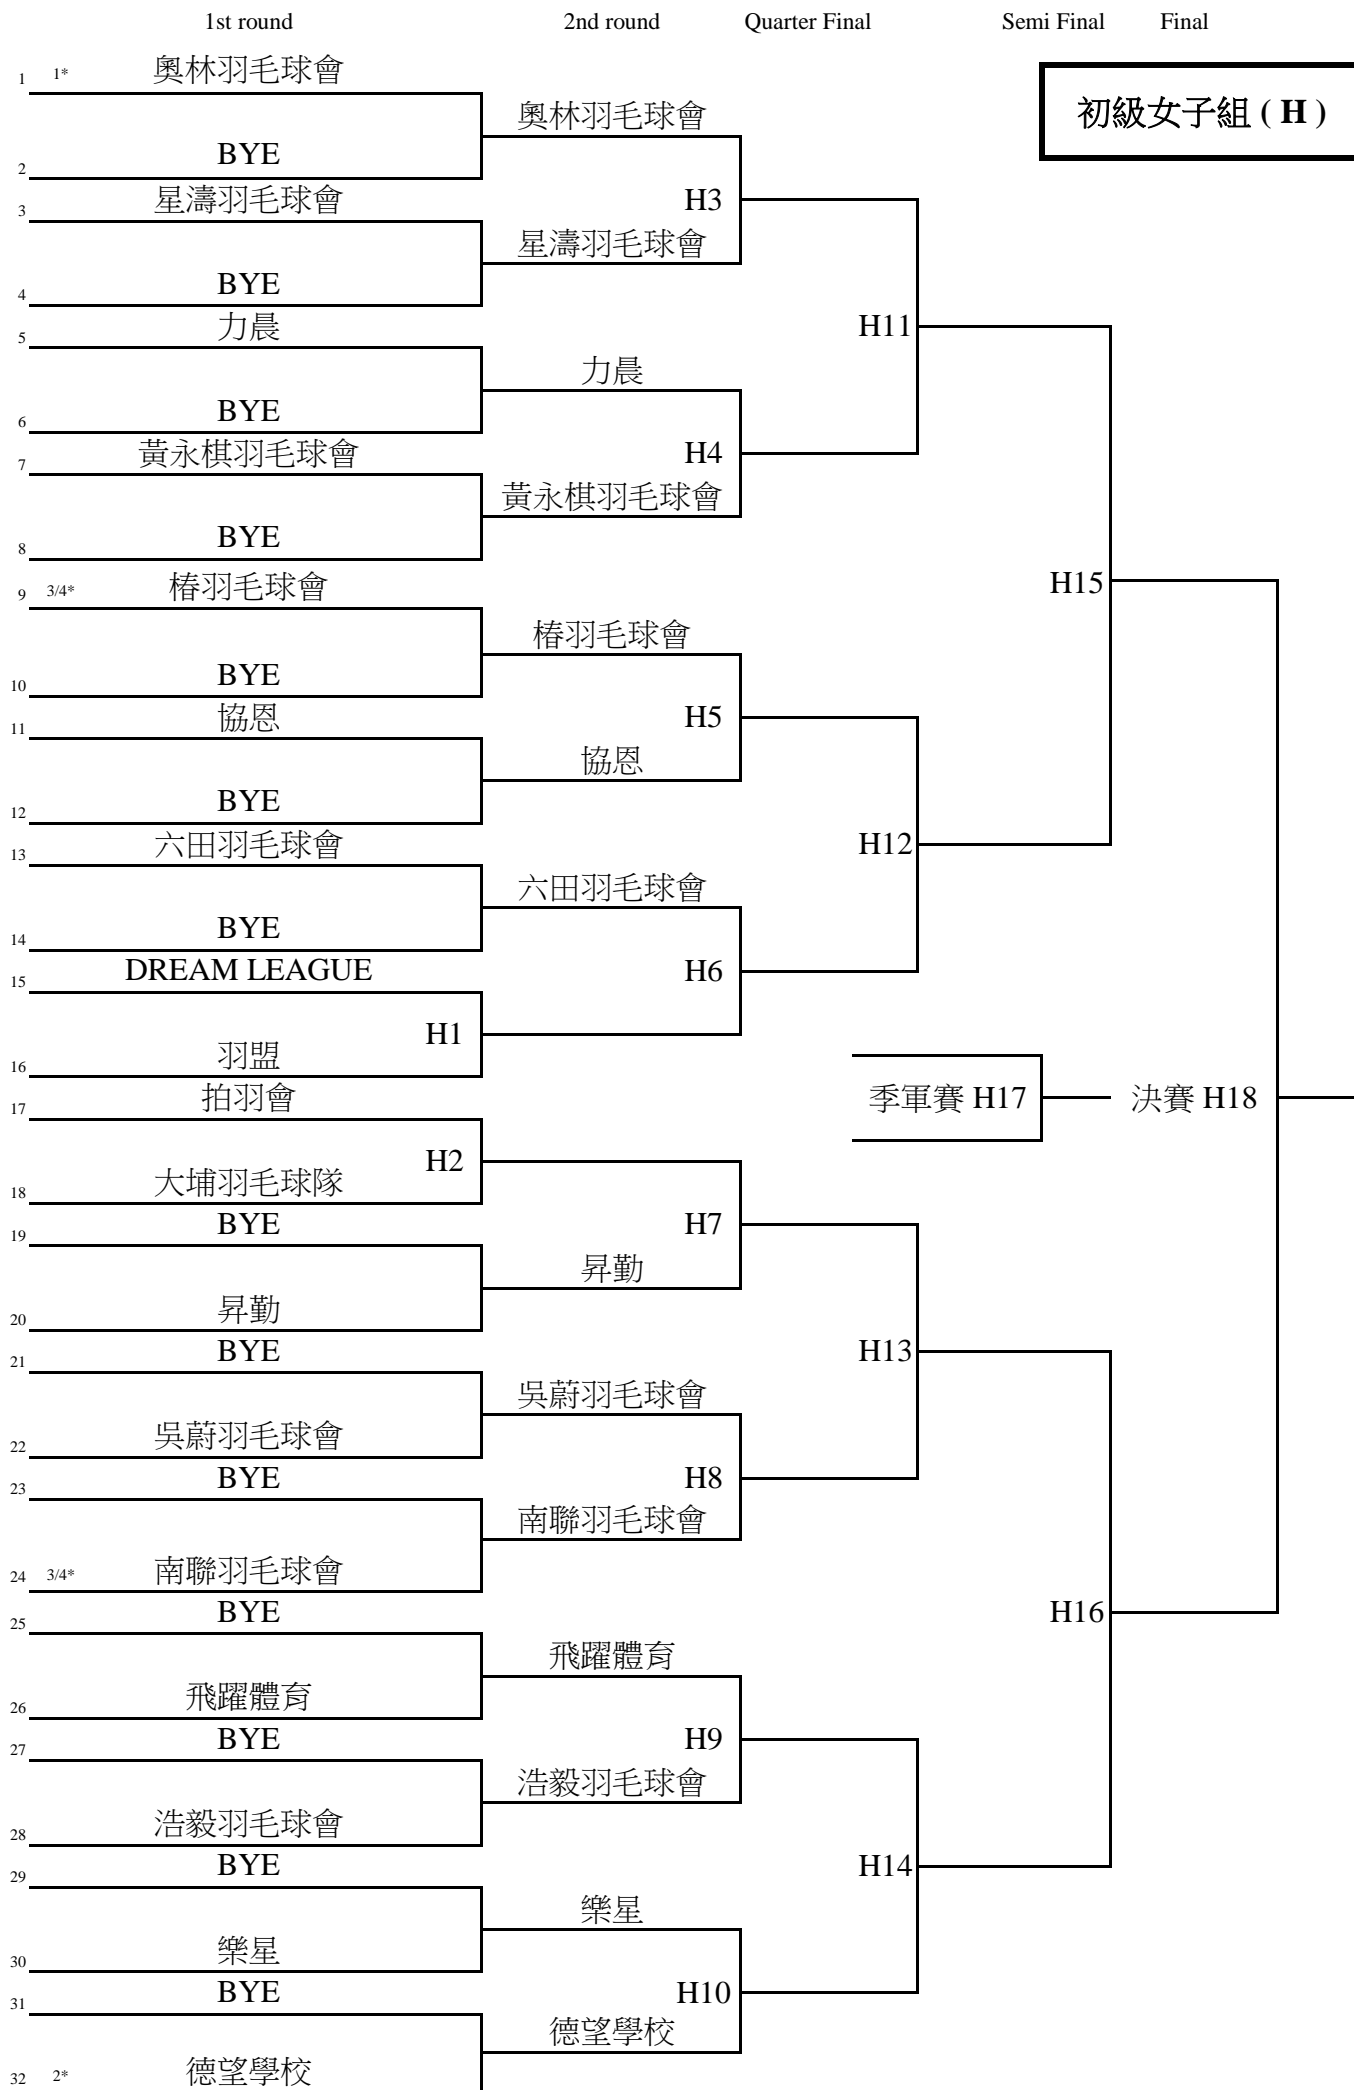 1st round 2nd round Quarter Final Semi Final Final
初級女子組 ( H )
1 1* 奧林羽毛球會
奧林羽毛球會
2 BYE
3 星濤羽毛球會
H3
星濤羽毛球會
4 BYE
5 力晨
H11
力晨
6 BYE
7 黃永棋羽毛球會
H4
黃永棋羽毛球會
8 BYE
9 3/4* 椿羽毛球會
H15
椿羽毛球會
10 BYE
11 協恩
H5
協恩
12 BYE
13 六田羽毛球會
H12
六田羽毛球會
14 BYE
15 DREAM LEAGUE
H6
H1
16 羽盟
17 拍羽會
季軍賽 H17 決賽 H18
H2
18 大埔羽毛球隊
19 BYE
H7
昇勤
20 昇勤
21 BYE
H13
吳蔚羽毛球會
22 吳蔚羽毛球會
23 BYE
H8
南聯羽毛球會
24 3/4* 南聯羽毛球會
25 BYE
H16
飛躍體育
26 飛躍體育
27 BYE
H9
浩毅羽毛球會
28 浩毅羽毛球會
29 BYE
H14
樂星
30 樂星
31 BYE
H10
德望學校
32 2* 德望學校